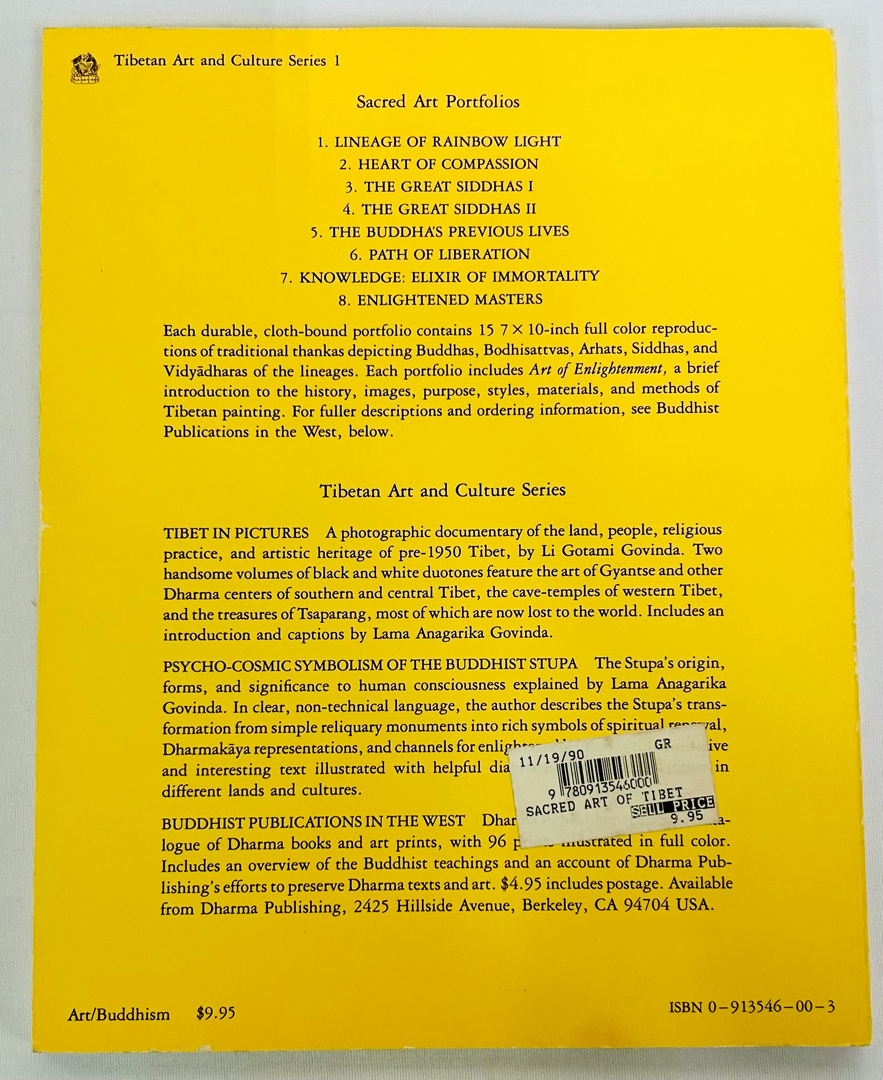 Tibetan Art and Culture Series 1
Sacred Art Portfolios
1. LINEAGE OF RAINBOW LIGHT
2. HEART OF COMPASSION
3. THE GREAT SIDDHAS I
4. THE GREAT SIDDHAS II
5. THE BUDDHA'S PREVIOUS LIVES
6. PATH OF LIBERATION
7. KNOWLEDGE: ELIXIR OF IMMORTALITY
8. ENLIGHTENED MASTERS
Each durable, cloth-bound portfolio contains 15 7 × 10-inch full color reproduc-
tions of traditional thankas depicting Buddhas, Bodhisattvas, Arhats, Siddhas, and
Vidyādharas of the lineages. Each portfolio includes Art of Enlightenment, a brief
introduction to the history, images, purpose, styles, materials, and methods of
Tibetan painting. For fuller descriptions and ordering information, see Buddhist
Publications in the West, below.
Tibetan Art and Culture Series
TIBET IN PICTURES A photographic documentary of the land, people, religious
practice, and artistic heritage of pre-1950 Tibet, by Li Gotami Govinda. Two
handsome volumes of black and white duotones feature the art of Gyantse and other
Dharma centers of southern and central Tibet, the cave-temples of western Tibet,
and the treasures of Tsaparang, most of which are now lost to the world. Includes an
introduction and captions by Lama Anagarika Govinda.
PSYCHO-COSMIC SYMBOLISM OF THE BUDDHIST STUPA The Stupa's origin,
forms, and significance to human consciousness explained by Lama Anagarika
Govinda. In clear, non-technical language, the author describes the Stupa's trans-
formation from simple reliquary monuments into rich symbols of spiritual renewal,
Dharmakāya representations, and channels for
and interesting text illustrated with helpful in
different lands and cultures.
11/19/90 GR
9 780913546000
SACRED ART OF TIBET
SELL PRICE
9.95
BUDDHIST PUBLICATIONS IN THE WEST
logue of Dharma books and art prints, with 96 illustrated in full color.
Includes an overview of the Buddhist teachings and an account of Dharma Pub-
lishing's efforts to preserve Dharma texts and art. $4.95 includes postage. Available
from Dharma Publishing, 2425 Hillside Avenue, Berkeley, CA 94704 USA.
Art/Buddhism $9.95
ISBN 0-913546-00-3